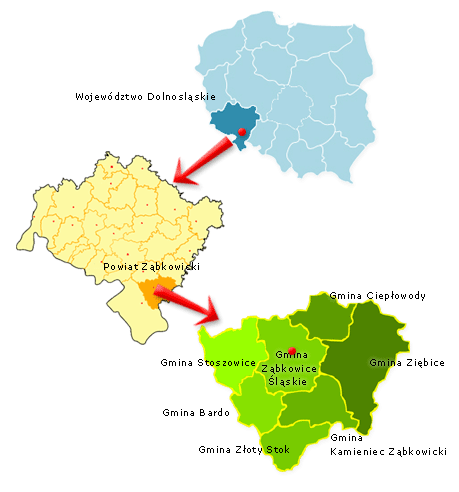 Województwo Dolnosląskie
Powiat Ząbkowicki
Gmina Ciepłowody
Gmina Stoszowice
Gmina
Ząbkowice
Śląskie
Gmina Ziębice
Gmina Bardo
Gmina Złoty Stok
Gmina
Kamieniec Ząbkowicki